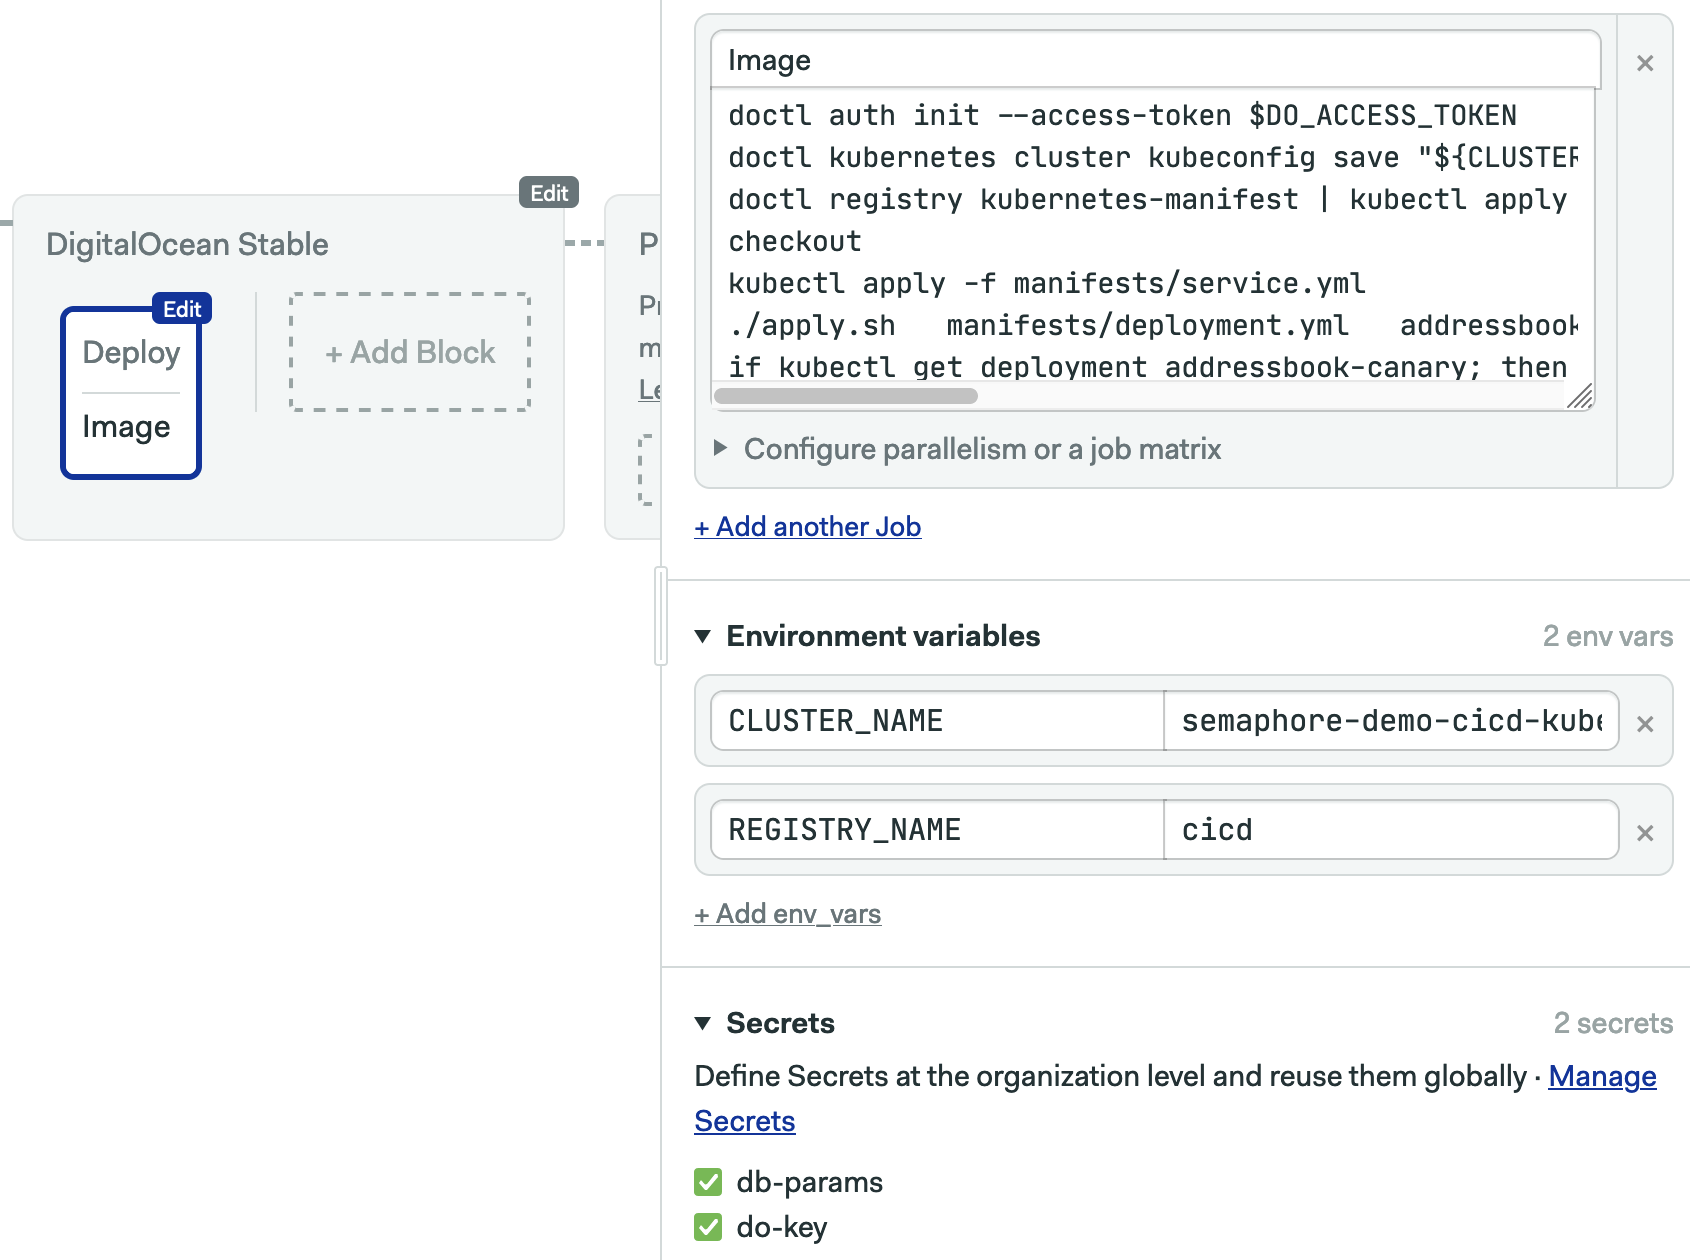 Edit
DigitalOcean Stable
Edit
Deploy
Image
+ Add Block
Image
doctl auth init --access-token $DO_ACCESS_TOKEN
doctl kubernetes cluster kubeconfig save "${CLUSTER
doctl registry kubernetes-manifest | kubectl apply
checkout
kubectl apply -f manifests/service.yml
./apply.sh   manifests/deployment.yml   addressbook
if kubectl get deployment addressbook-canary; then
Configure parallelism or a job matrix
+ Add another Job
Environment variables
2 env vars
CLUSTER_NAME
semaphore-demo-cicd-kube
REGISTRY_NAME
cicd
+ Add env_vars
Secrets
2 secrets
Define Secrets at the organization level and reuse them globally · Manage
Secrets
db-params
do-key